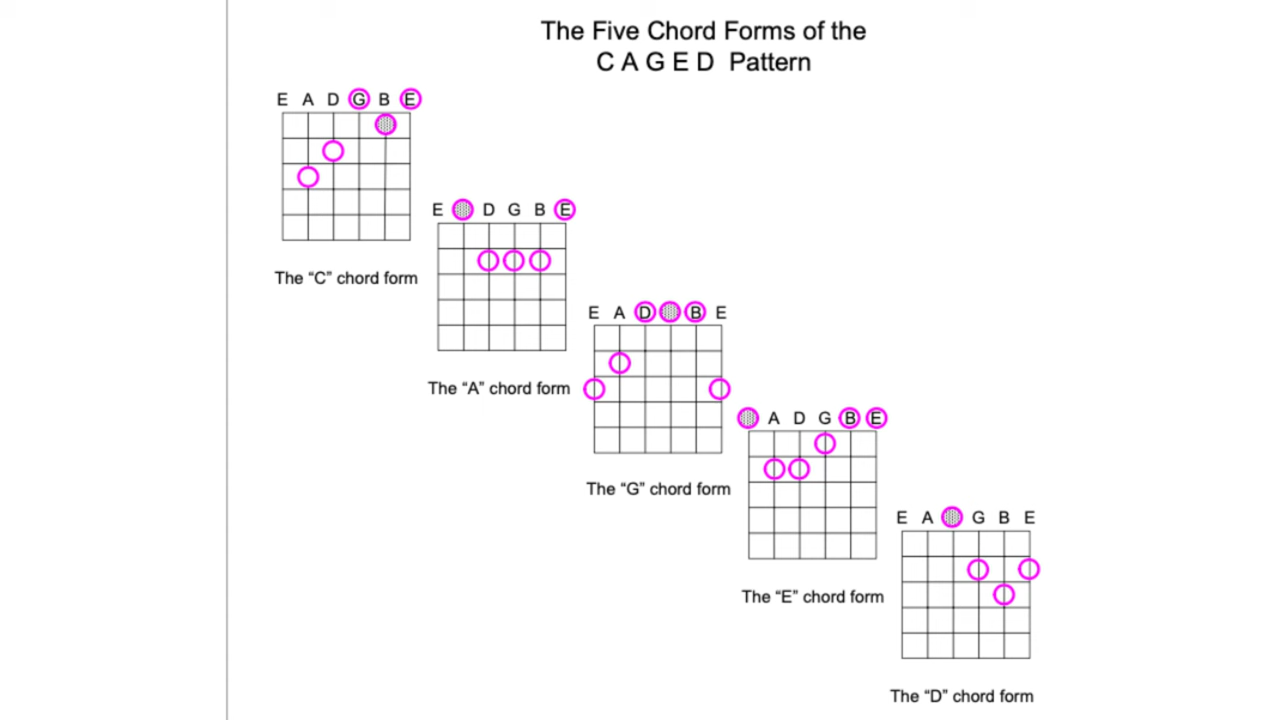 The Five Chord Forms of the
C A G E D Pattern
E A D G B E
The “C” chord form
E D G B E
The “A” chord form
E A D B E
The “G” chord form
A D G B E
The “E” chord form
E A G B E
The “D” chord form